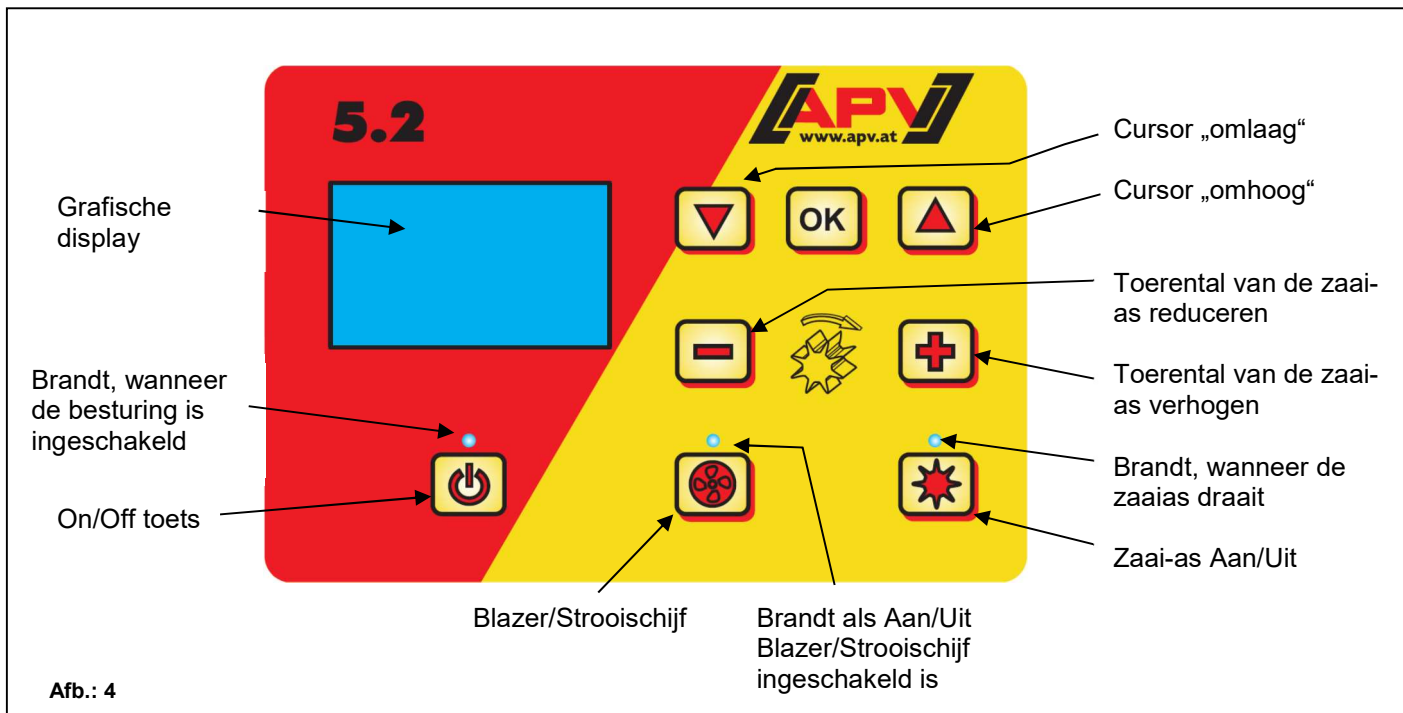 5.2
APV
www.apv.at
OK
Cursor „omlaag“
Cursor „omhoog“
Grafische
display
Toerental van de zaai-
as reduceren
Toerental van de zaai-
as verhogen
Brandt, wanneer
de besturing is
ingeschakeld
On/Off toets
Brandt, wanneer de
zaaias draait
Zaai-as Aan/Uit
Blazer/Strooischijf
Brandt als Aan/Uit
Blazer/Strooischijf
ingeschakeld is
Afb.: 4